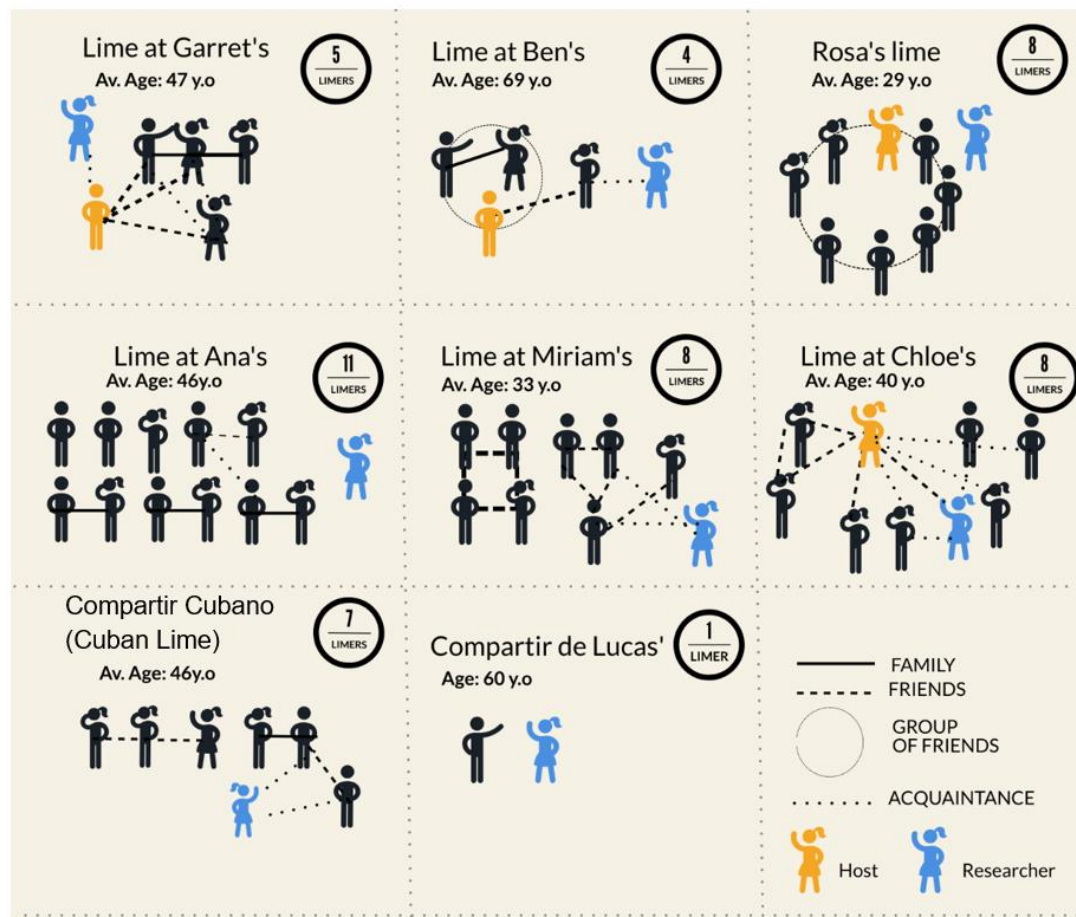 Lime at Garret's
Av. Age: 47 y.o
5
LIMERS
Lime at Ben's
Av. Age: 69 y.o
4
LIMERS
Rosa's lime
Av. Age: 29 y.o
8
LIMERS
Lime at Ana's
Av. Age: 46y.o
11
LIMERS
Lime at Miriam's
Av. Age: 33 y.o
8
LIMERS
Lime at Chloe's
Av. Age: 40 y.o
8
LIMERS
Compartir Cubano
(Cuban Lime)
Av. Age: 46y.o
7
LIMERS
Compartir de Lucas'
Age: 60 y.o
1
LIMER
FAMILY
FRIENDS
GROUP
OF FRIENDS
ACQUAINTANCE
Host
Researcher